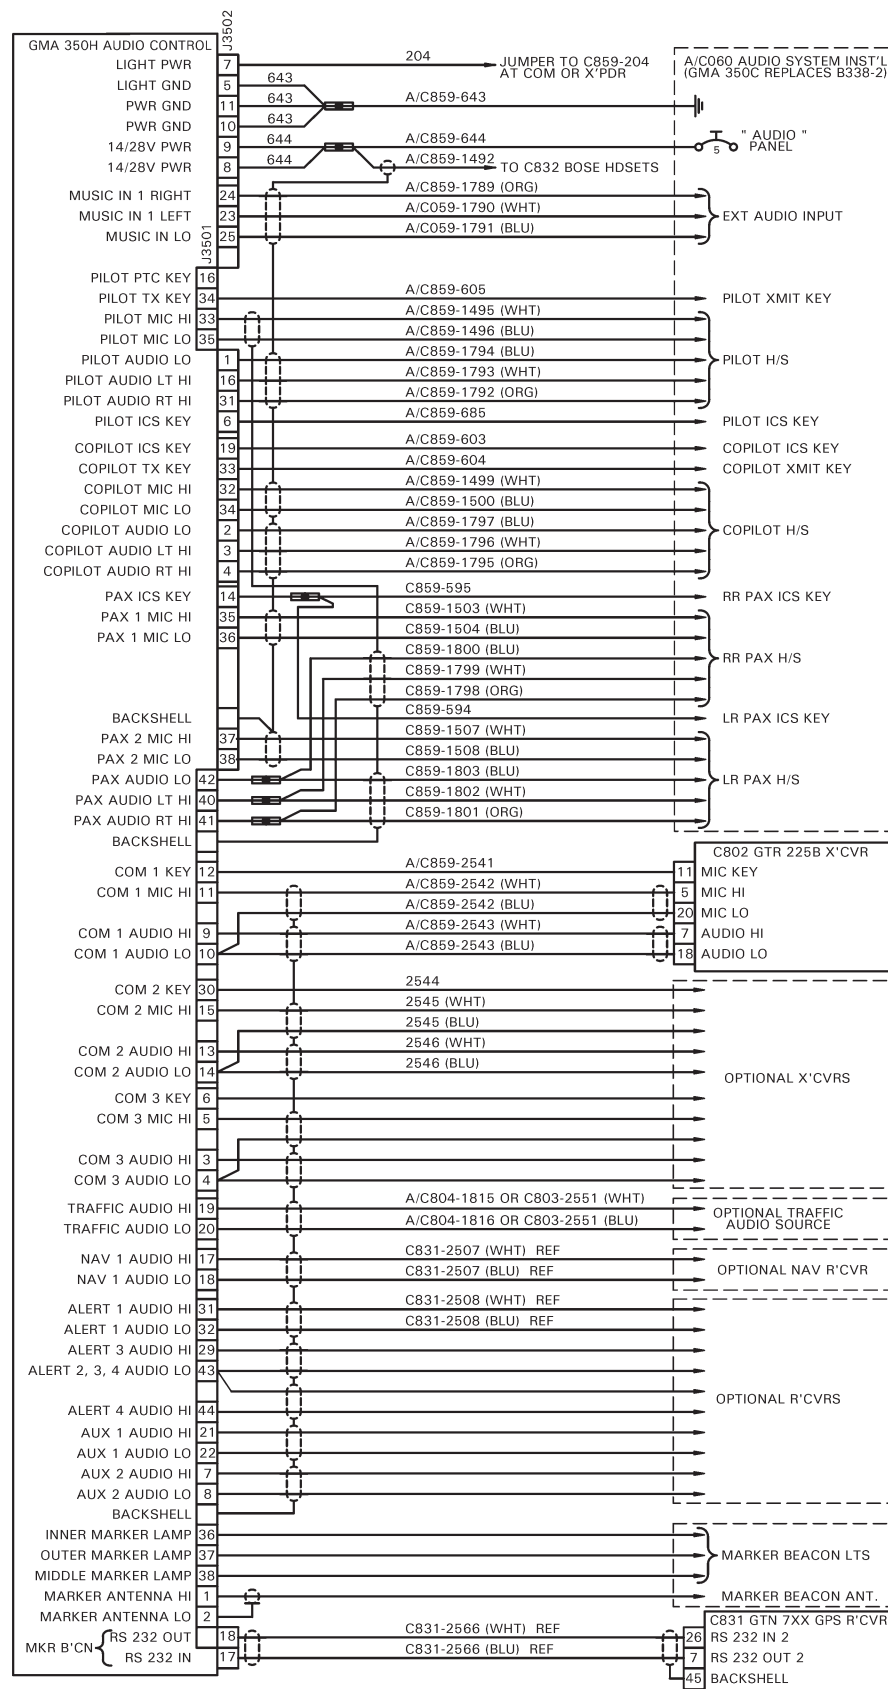 J3502
GMA 350H AUDIO CONTROL
LIGHT PWR 7 204 JUMPER TO C859-204
AT COM OR X'PDR
A/C060 AUDIO SYSTEM INST'L
(GMA 350C REPLACES B338-2)
LIGHT GND 5 643
PWR GND 11 643 A/C859-643
PWR GND 10 643
14/28V PWR 9 644 A/C859-644 5 " AUDIO "
PANEL
14/28V PWR 8 644 A/C859-1492 TO C832 BOSE HDSETS
MUSIC IN 1 RIGHT 24 A/C859-1789 (ORG)
MUSIC IN 1 LEFT 23 A/C059-1790 (WHT) EXT AUDIO INPUT
MUSIC IN LO 25 A/C059-1791 (BLU)
J3501
PILOT PTC KEY 16
PILOT TX KEY 34 A/C859-605 PILOT XMIT KEY
PILOT MIC HI 33 A/C859-1495 (WHT)
PILOT MIC LO 35 A/C859-1496 (BLU)
PILOT AUDIO LO 1 A/C859-1794 (BLU) PILOT H/S
PILOT AUDIO LT HI 16 A/C859-1793 (WHT)
PILOT AUDIO RT HI 31 A/C859-1792 (ORG)
PILOT ICS KEY 6 A/C859-685 PILOT ICS KEY
COPILOT ICS KEY 19 A/C859-603 COPILOT ICS KEY
COPILOT TX KEY 33 A/C859-604 COPILOT XMIT KEY
COPILOT MIC HI 32 A/C859-1499 (WHT)
COPILOT MIC LO 34 A/C859-1500 (BLU)
COPILOT AUDIO LO 2 A/C859-1797 (BLU) COPILOT H/S
COPILOT AUDIO LT HI 3 A/C859-1796 (WHT)
COPILOT AUDIO RT HI 4 A/C859-1795 (ORG)
PAX ICS KEY 14 C859-595 RR PAX ICS KEY
PAX 1 MIC HI 35 C859-1503 (WHT)
PAX 1 MIC LO 36 C859-1504 (BLU)
C859-1800 (BLU) RR PAX H/S
C859-1799 (WHT)
C859-1798 (ORG)
BACKSHELL C859-594 LR PAX ICS KEY
PAX 2 MIC HI 37 C859-1507 (WHT)
PAX 2 MIC LO 38 C859-1508 (BLU)
PAX AUDIO LO 42 C859-1803 (BLU) LR PAX H/S
PAX AUDIO LT HI 40 C859-1802 (WHT)
PAX AUDIO RT HI 41 C859-1801 (ORG)
BACKSHELL
C802 GTR 225B X'CVR
COM 1 KEY 12 A/C859-2541 11 MIC KEY
COM 1 MIC HI 11 A/C859-2542 (WHT) 5 MIC HI
A/C859-2542 (BLU) 20 MIC LO
COM 1 AUDIO HI 9 A/C859-2543 (WHT) 7 AUDIO HI
COM 1 AUDIO LO 10 A/C859-2543 (BLU) 18 AUDIO LO
COM 2 KEY 30 2544
COM 2 MIC HI 15 2545 (WHT)
2545 (BLU)
COM 2 AUDIO HI 13 2546 (WHT)
COM 2 AUDIO LO 14 2546 (BLU)
OPTIONAL X'CVRS
COM 3 KEY 6
COM 3 MIC HI 5
COM 3 AUDIO HI 3
COM 3 AUDIO LO 4
TRAFFIC AUDIO HI 19 A/C804-1815 OR C803-2551 (WHT) OPTIONAL TRAFFIC
TRAFFIC AUDIO LO 20 A/C804-1816 OR C803-2551 (BLU) AUDIO SOURCE
NAV 1 AUDIO HI 17 C831-2507 (WHT) REF
OPTIONAL NAV R'CVR
NAV 1 AUDIO LO 18 C831-2507 (BLU) REF
ALERT 1 AUDIO HI 31 C831-2508 (WHT) REF
ALERT 1 AUDIO LO 32 C831-2508 (BLU) REF
ALERT 3 AUDIO HI 29
ALERT 2, 3, 4 AUDIO LO 43
OPTIONAL R'CVRS
ALERT 4 AUDIO HI 44
AUX 1 AUDIO HI 21
AUX 1 AUDIO LO 22
AUX 2 AUDIO HI 7
AUX 2 AUDIO LO 8
BACKSHELL
INNER MARKER LAMP 36
OUTER MARKER LAMP 37 MARKER BEACON LTS
MIDDLE MARKER LAMP 38
MARKER ANTENNA HI 1 MARKER BEACON ANT.
MARKER ANTENNA LO 2
C831 GTN 7XX GPS R'CVR
MKR B'CN
RS 232 OUT 18 C831-2566 (WHT) REF 26 RS 232 IN 2
RS 232 IN 17 C831-2566 (BLU) REF 7 RS 232 OUT 2
45 BACKSHELL